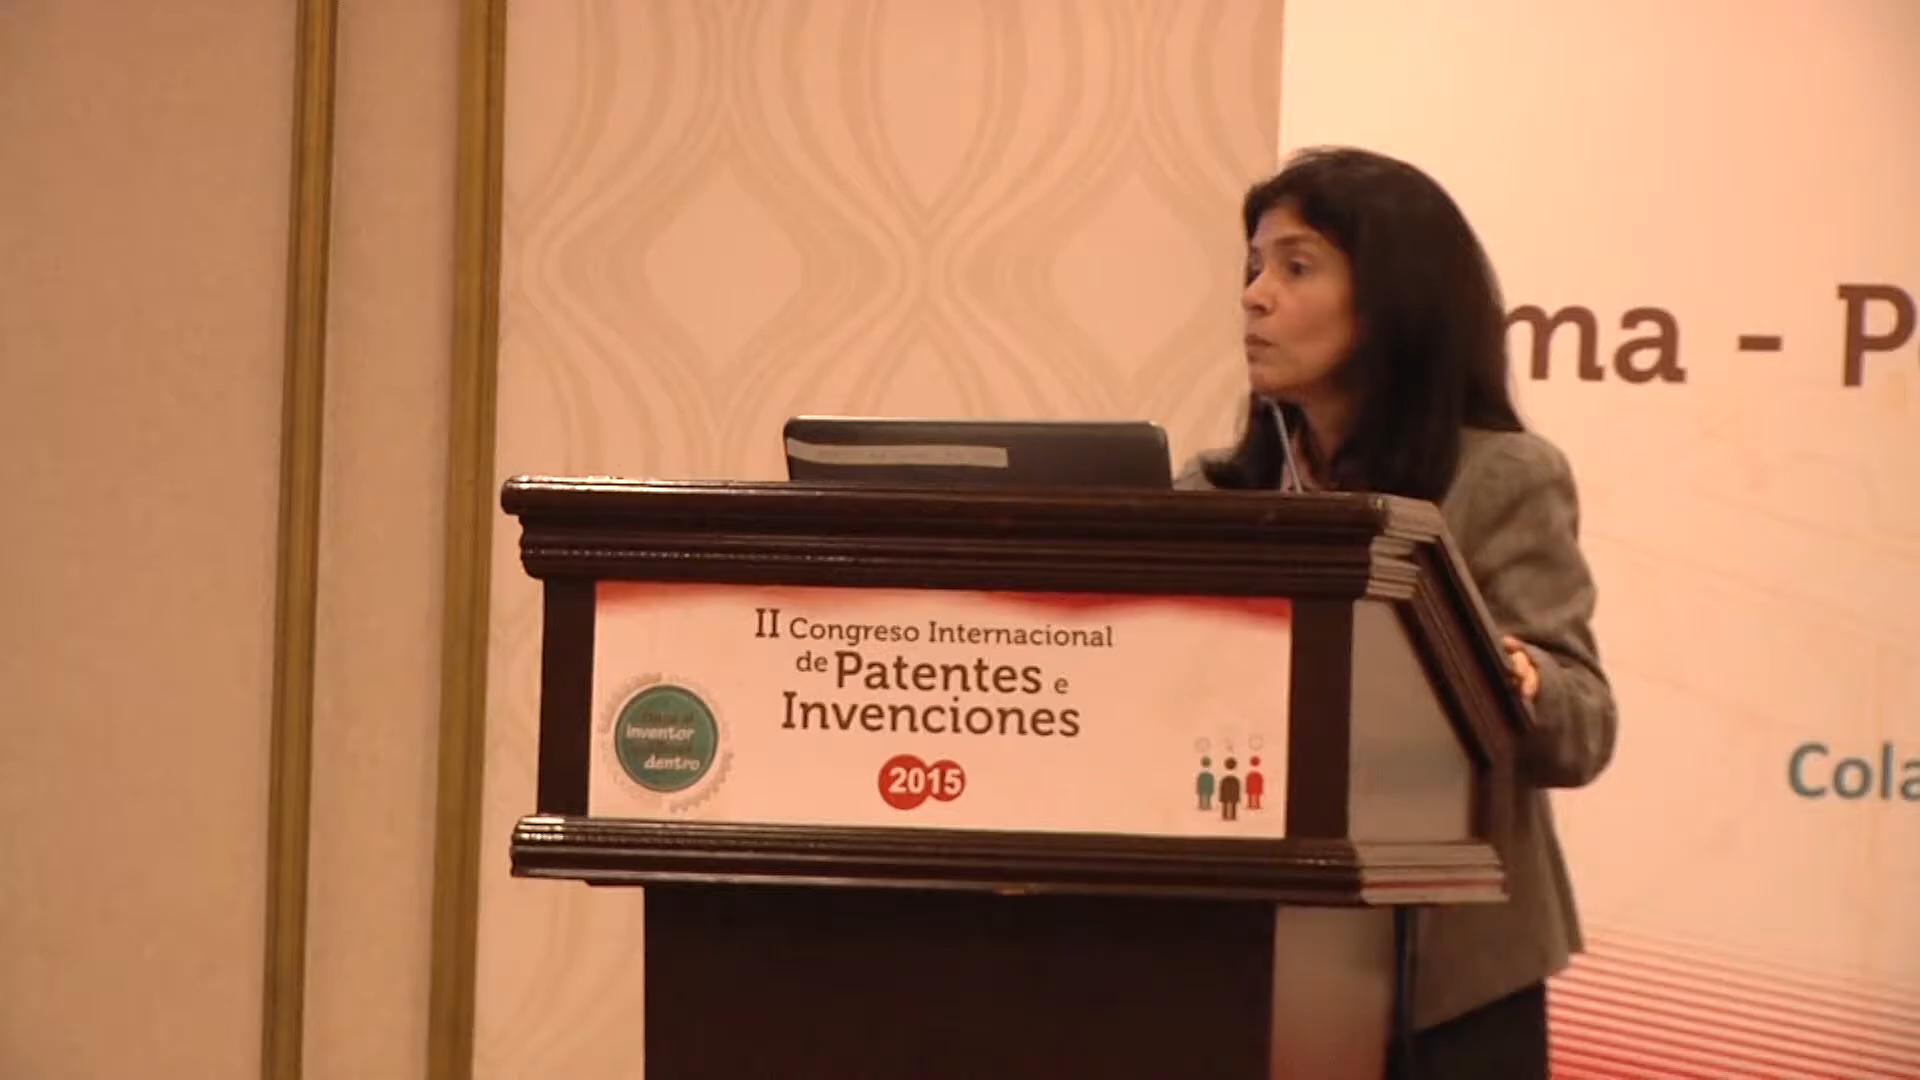 II Congreso Internacional
de Patentes e
Invenciones
2015
inventor
dentro
ma - P
Cola